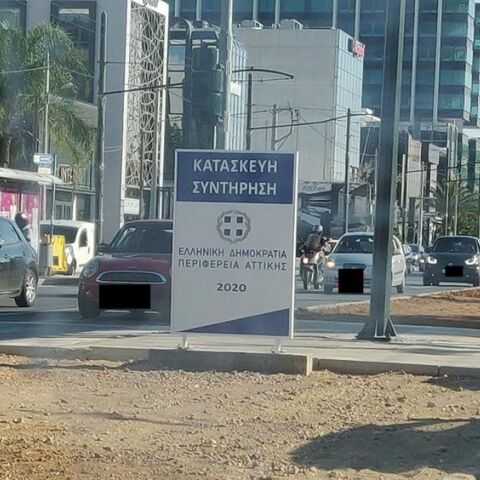 ΚΑΤΑΣΚΕΥΗ
ΣΥΝΤΗΡΗΣΗ
ΕΛΛΗΝΙΚΗ ΔΗΜΟΚΡΑΤΙΑ
ΠΕΡΙΦΕΡΕΙΑ ΑΤΤΙΚΗΣ
2020